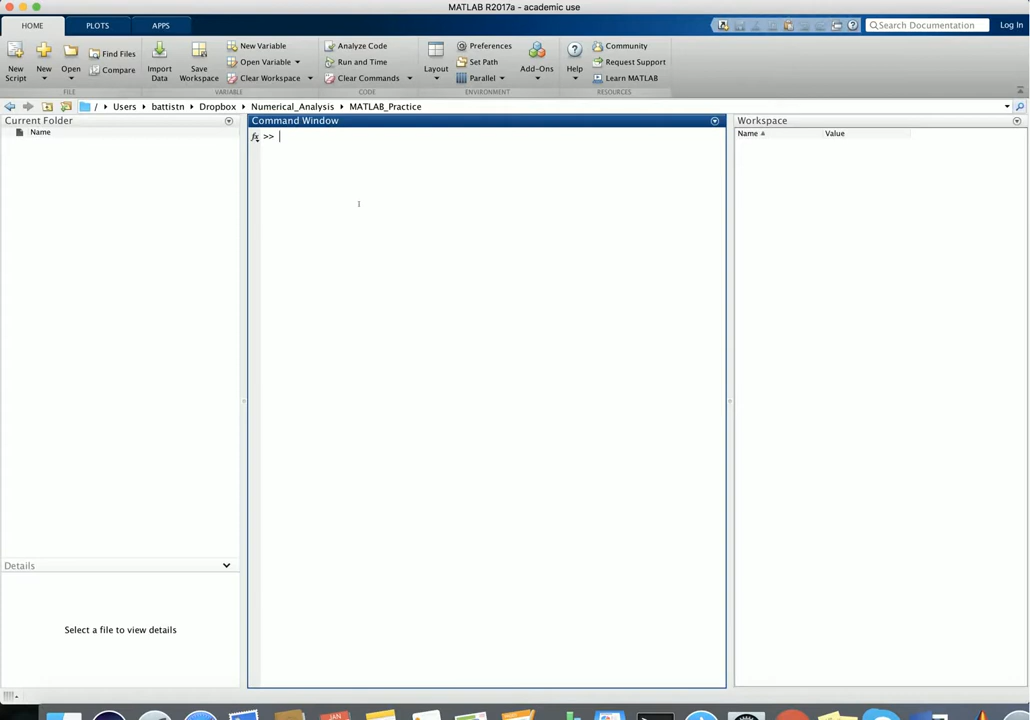 MATLAB R2017a - academic use
HOME PLOTS APPS
Search Documentation Log In
New Script New Open Find Files Compare
Import Data Save Workspace New Variable Open Variable Clear Workspace
Analyze Code Run and Time Clear Commands
Layout Preferences Set Path Parallel Add-Ons
Help Community Request Support Learn MATLAB
FILE VARIABLE CODE ENVIRONMENT RESOURCES
/ Users battistn Dropbox Numerical_Analysis MATLAB_Practice
Current Folder
Name
Command Window
fx >>
Workspace
Name Value
Details
Select a file to view details
JAN